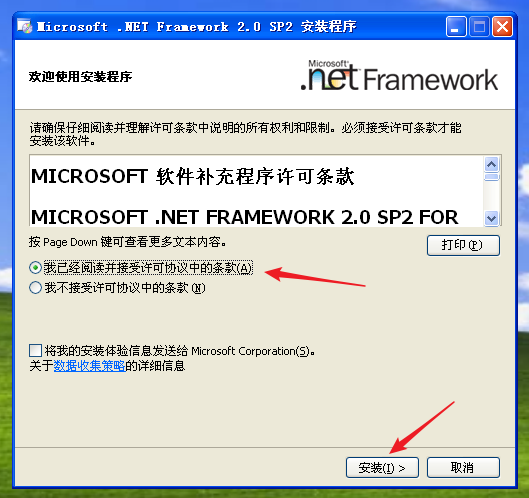 Microsoft .NET Framework 2.0 SP2 安装程序
欢迎使用安装程序
Microsoft
.net Framework
请确保仔细阅读并理解许可条款中说明的所有权利和限制。必须接受许可条款才能
安装该软件。
MICROSOFT 软件补充程序许可条款
MICROSOFT .NET FRAMEWORK 2.0 SP2 FOR
按 Page Down 键可查看更多文本内容。
打印(P)
我已经阅读并接受许可协议中的条款(A)
我不接受许可协议中的条款(N)
将我的安装体验信息发送给 Microsoft Corporation(S)。
关于数据收集策略的详细信息
安装(I) >
取消